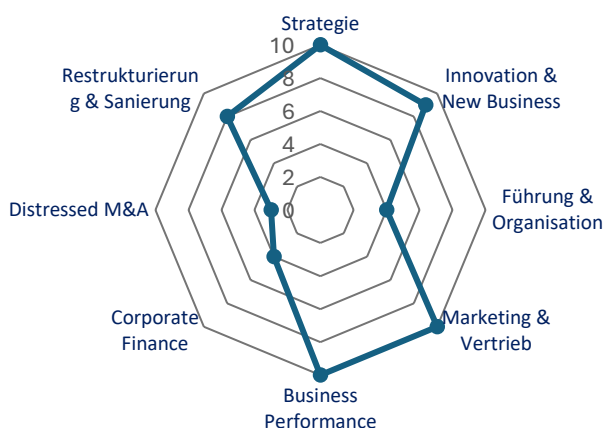 Strategie
Innovation &
New Business
Führung &
Organisation
Marketing &
Vertrieb
Business
Performance
Corporate
Finance
Distressed M&A
Restrukturierun
g & Sanierung
10
8
6
4
2
0